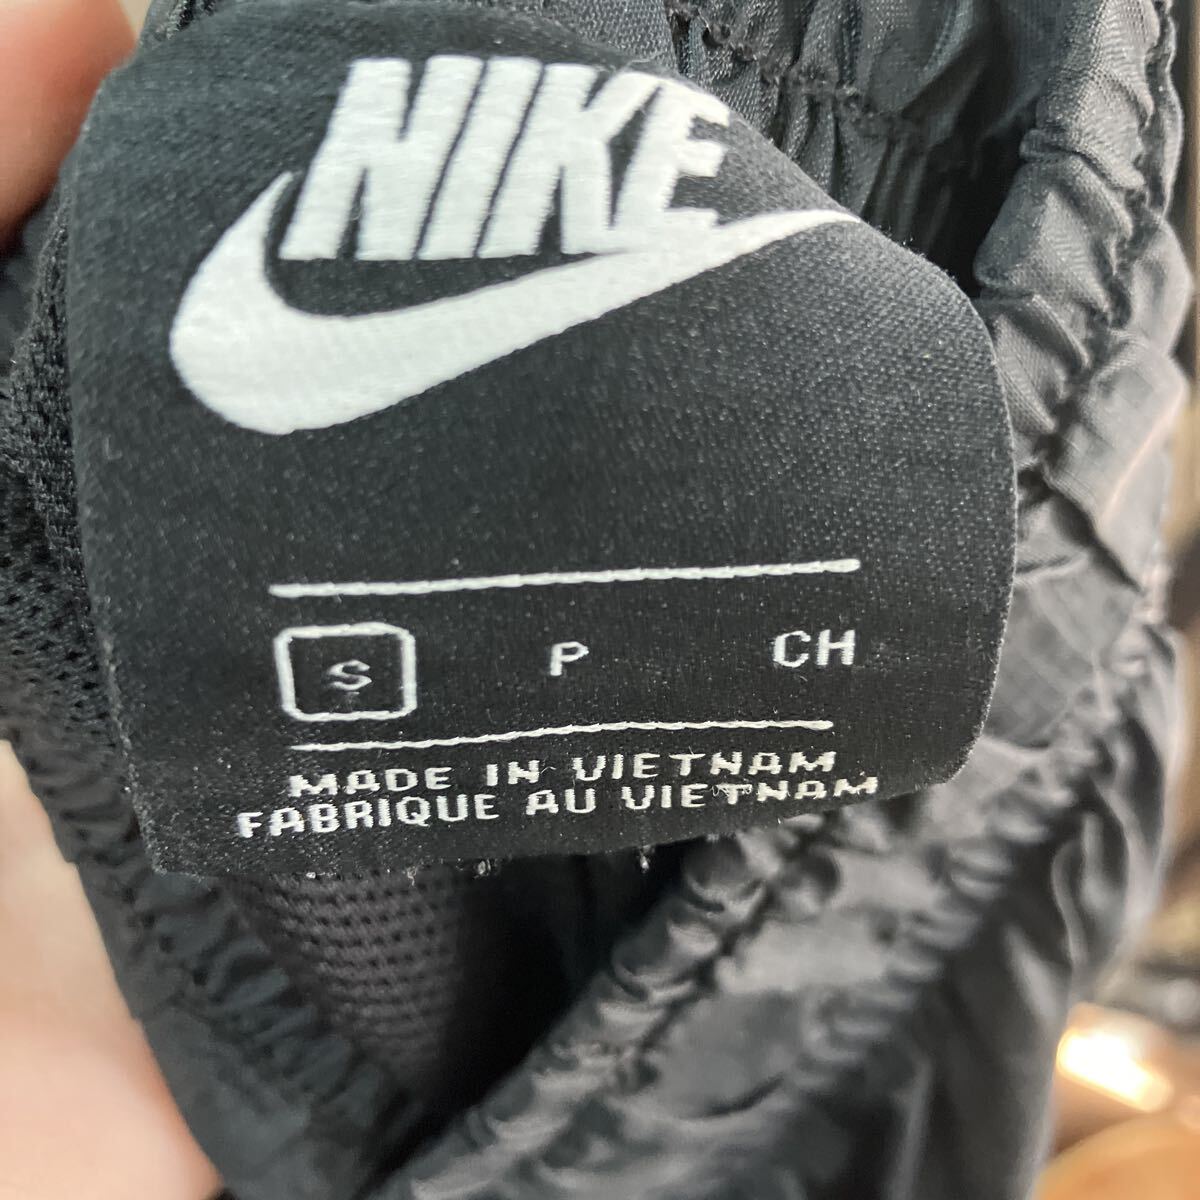 NIKE
S P CH
MADE IN VIETNAM
FABRIQUE AU VIETNAM